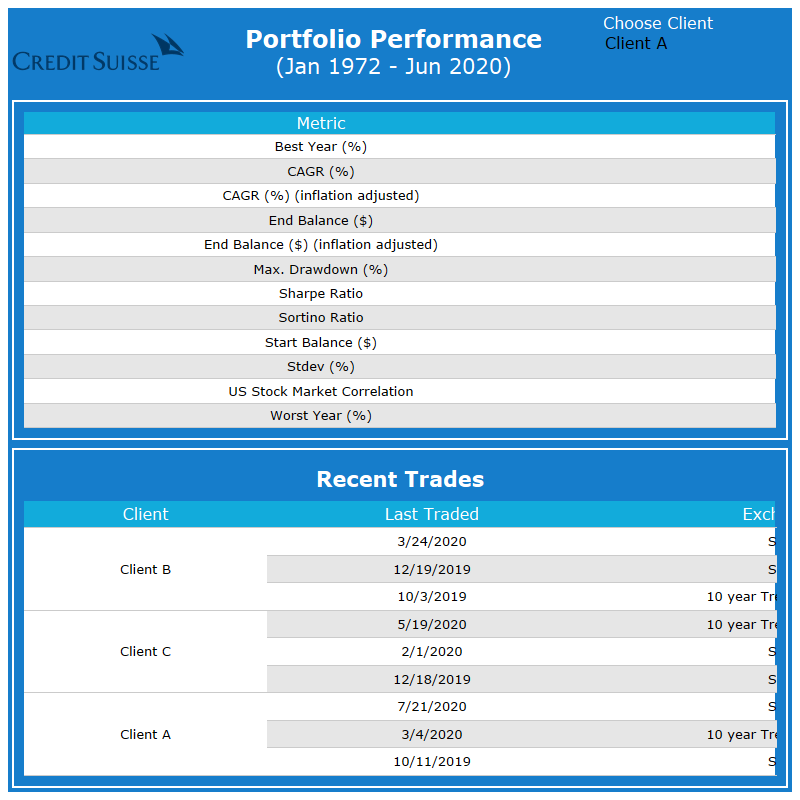 CREDIT SUISSE
Portfolio Performance
(Jan 1972 - Jun 2020)
Choose Client
Client A
Metric
Best Year (%)
CAGR (%)
CAGR (%) (inflation adjusted)
End Balance ($)
End Balance ($) (inflation adjusted)
Max. Drawdown (%)
Sharpe Ratio
Sortino Ratio
Start Balance ($)
Stdev (%)
US Stock Market Correlation
Worst Year (%)
Recent Trades
Client Last Traded Exch
3/24/2020 S
Client B 12/19/2019 S
10/3/2019 10 year Tre
5/19/2020 10 year Tre
Client C 2/1/2020 S
12/18/2019 S
7/21/2020 S
Client A 3/4/2020 10 year Tre
10/11/2019 S